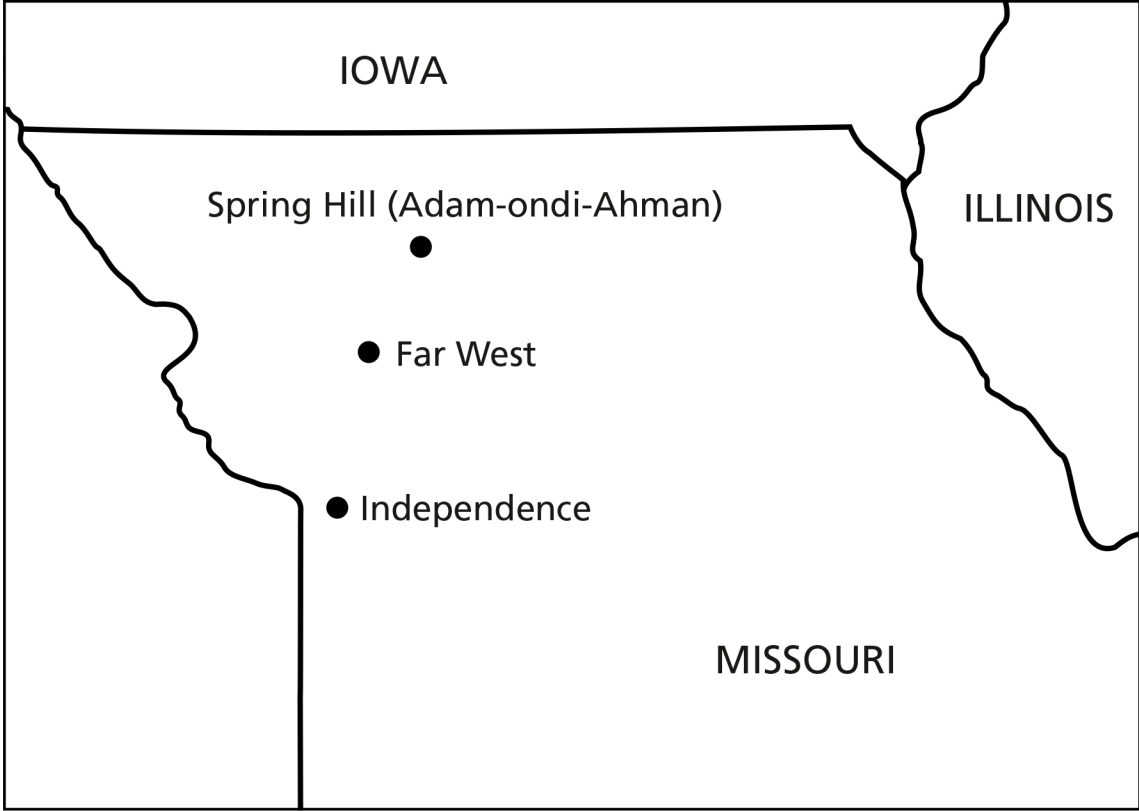 IOWA
Spring Hill (Adam-ondi-Ahman)
ILLINOIS
Far West
Independence
MISSOURI